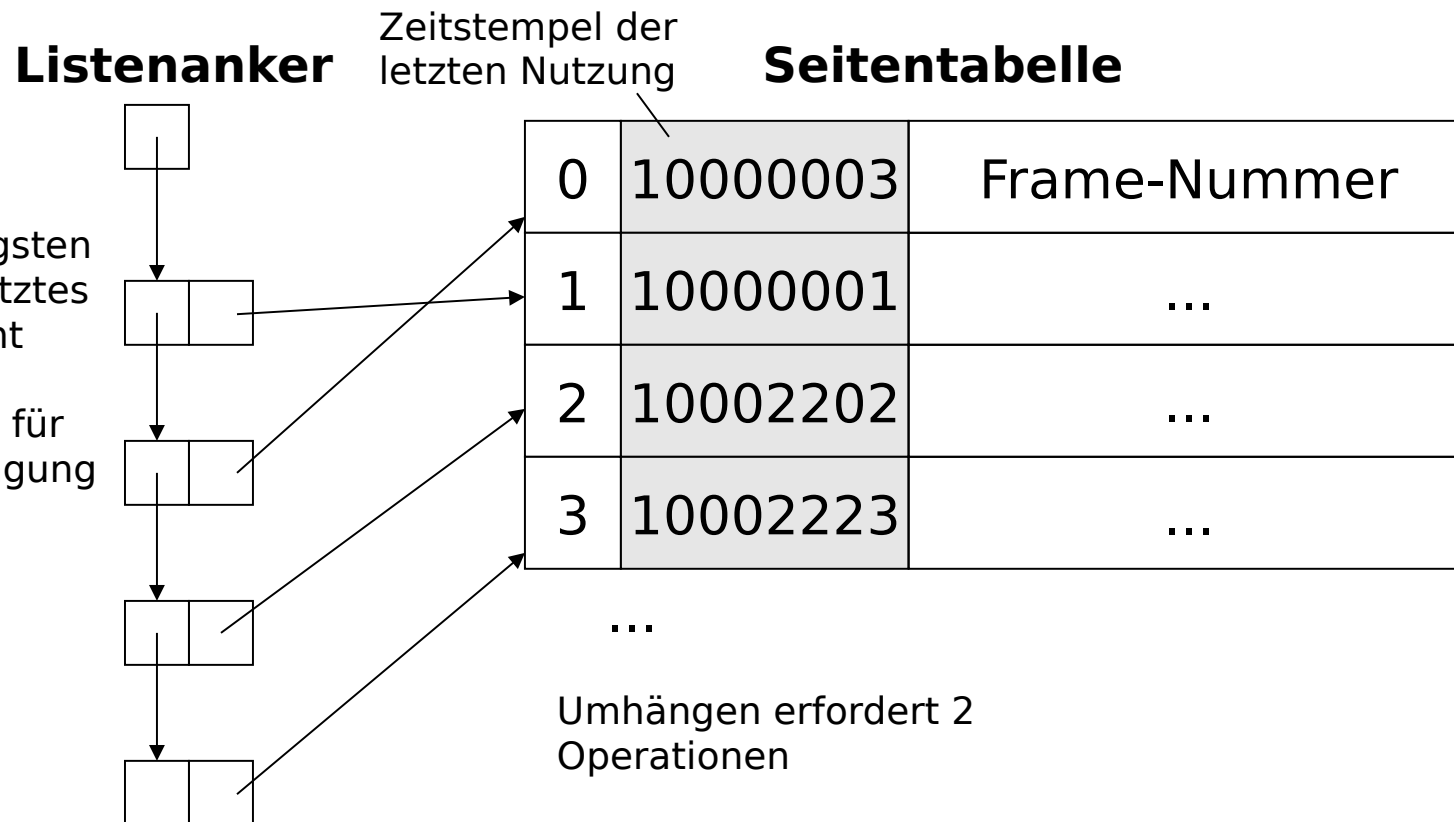 Zeitstempel der
letzten Nutzung
Listenanker
Seitentabelle
0 10000003 Frame-Nummer
1 10000001 ...
2 10002202 ...
3 10002223 ...
...
für
Umhängen erfordert 2
Operationen